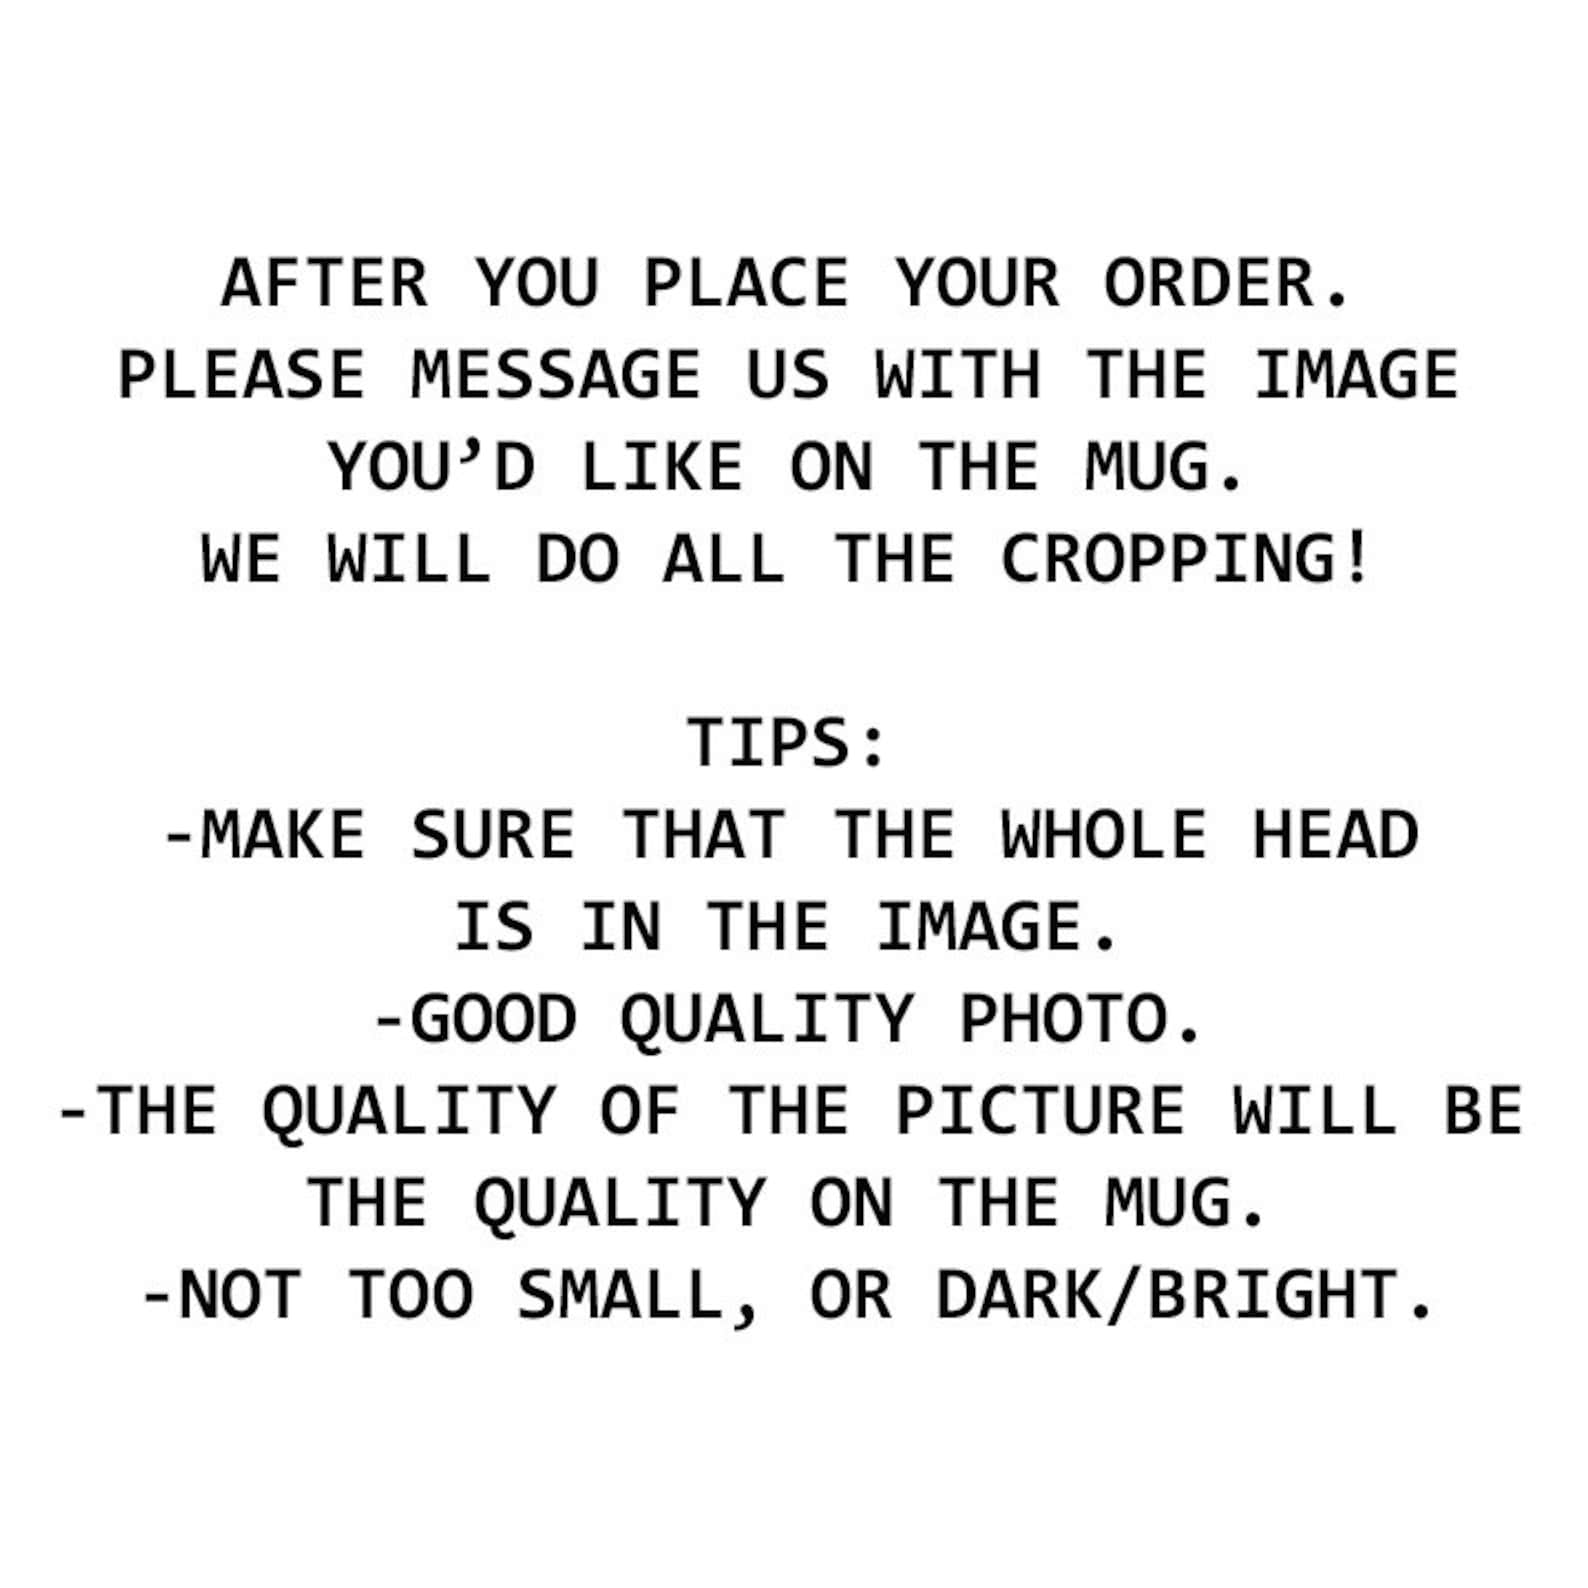 AFTER YOU PLACE YOUR ORDER.
PLEASE MESSAGE US WITH THE IMAGE
YOU’D LIKE ON THE MUG.
WE WILL DO ALL THE CROPPING!
TIPS:
-MAKE SURE THAT THE WHOLE HEAD
IS IN THE IMAGE.
-GOOD QUALITY PHOTO.
-THE QUALITY OF THE PICTURE WILL BE
THE QUALITY ON THE MUG.
-NOT TOO SMALL, OR DARK/BRIGHT.